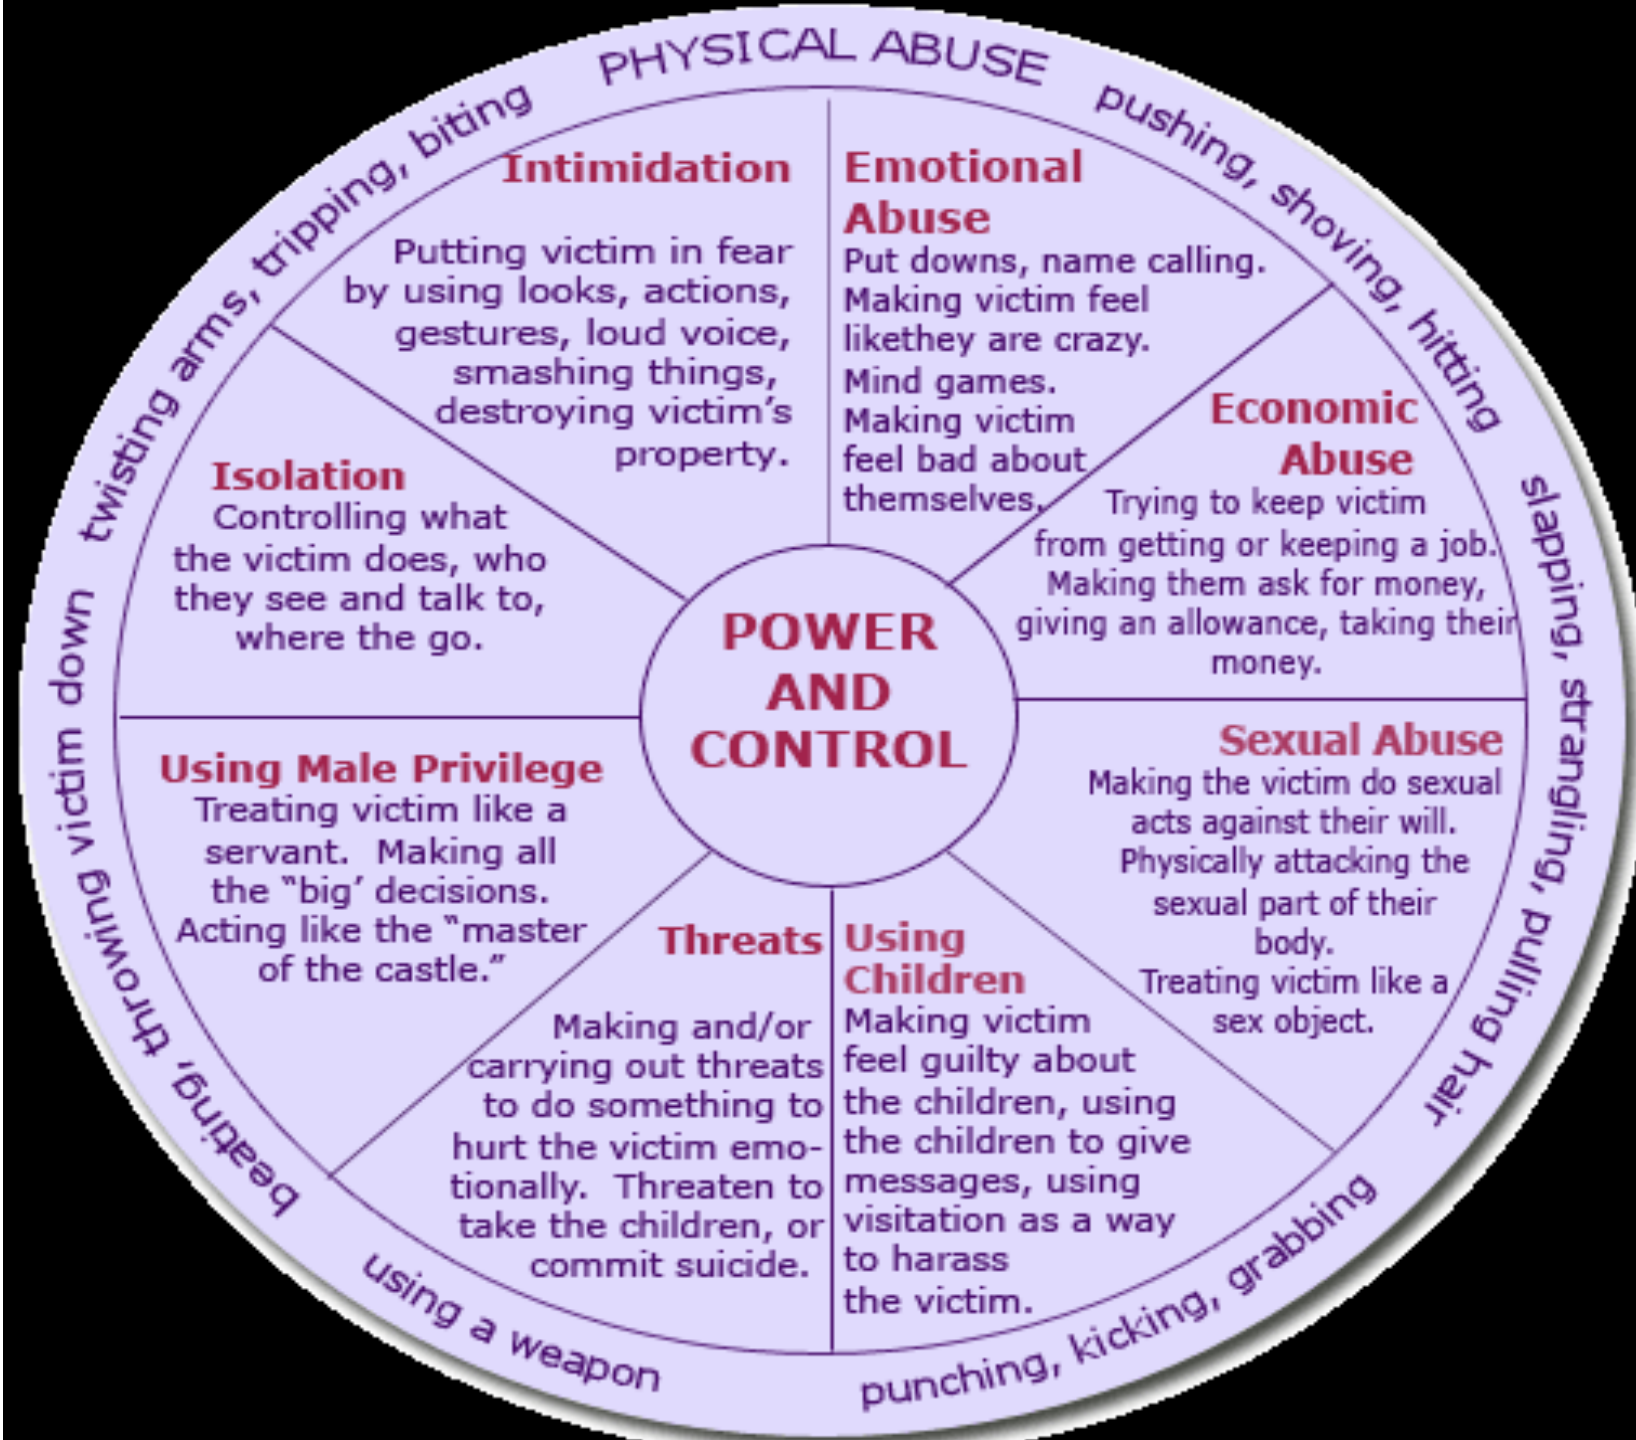 PHYSICAL ABUSE
pushing, shoving, hitting
slapping, strangling, pulling hair
punching, kicking, grabbing
using a weapon
beating, throwing victim down
twisting arms, tripping, biting
Intimidation
Putting victim in fear
by using looks, actions,
gestures, loud voice,
smashing things,
destroying victim’s
property.
Emotional
Abuse
Put downs, name calling.
Making victim feel
likethey are crazy.
Mind games.
Making victim
feel bad about
themselves.
Economic
Abuse
Trying to keep victim
from getting or keeping a job.
Making them ask for money,
giving an allowance, taking their
money.
Sexual Abuse
Making the victim do sexual
acts against their will.
Physically attacking the
sexual part of their
body.
Treating victim like a
sex object.
Using
Children
Making victim
feel guilty about
the children, using
the children to give
messages, using
visitation as a way
to harass
the victim.
Threats
Making and/or
carrying out threats
to do something to
hurt the victim emo-
tionally. Threaten to
take the children, or
commit suicide.
Using Male Privilege
Treating victim like a
servant. Making all
the “big’ decisions.
Acting like the “master
of the castle.”
Isolation
Controlling what
the victim does, who
they see and talk to,
where the go.
POWER
AND
CONTROL